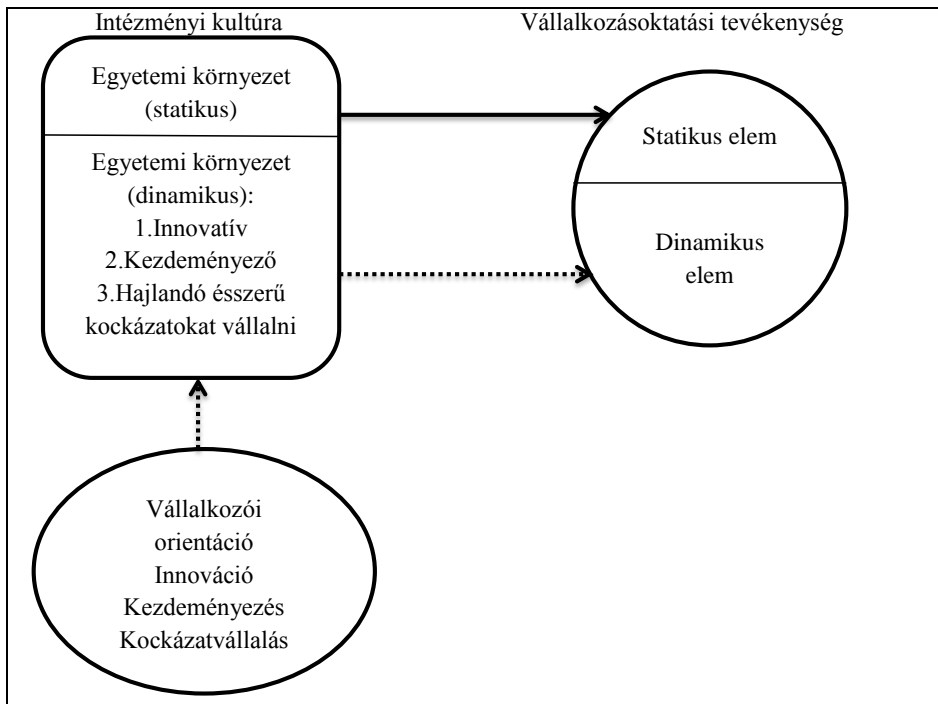 Intézményi kultúra
Vállalkozásoktatási tevékenység
Egyetemi környezet
(statikus)
Egyetemi környezet
(dinamikus):
1.Innovatív
2.Kezdeményező
3.Hajlandó ésszerű
kockázatokat vállalni
Statikus elem
Dinamikus
elem
Vállalkozói
orientáció
Innováció
Kezdeményezés
Kockázatvállalás